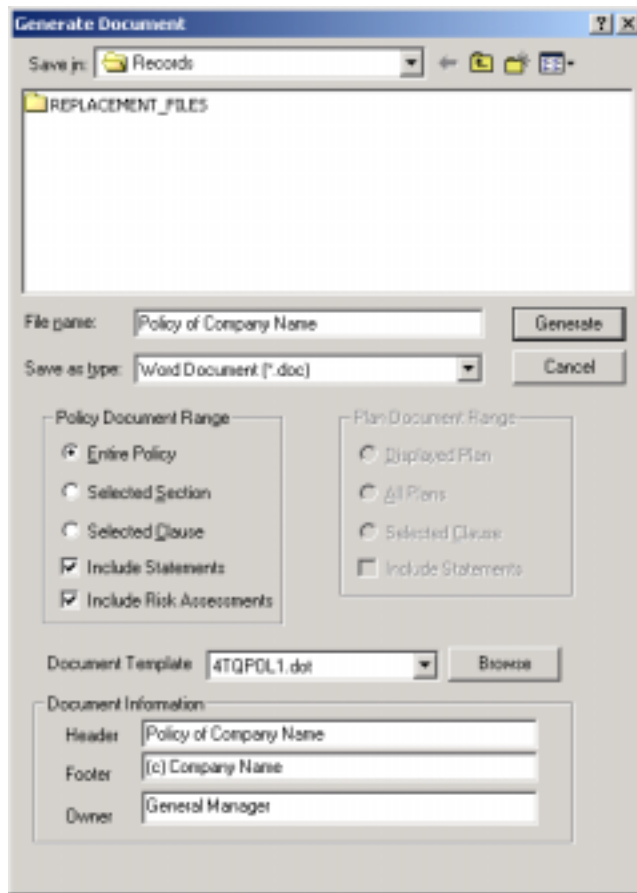 Generate Document
Save in: Records
REPLACEMENT_FILES
File name: Policy of Company Name Generate
Save as type: Word Document (*.doc) Cancel
Policy Document Range Plan Document Range
Entire Policy Displayed Plan
Selected Section All Plans
Selected Clause Selected Clause
Include Statements Include Statements
Include Risk Assessments
Document Template 4TQPOL1.dot Browse
Document Information
Header Policy of Company Name
Footer (c) Company Name
Owner General Manager